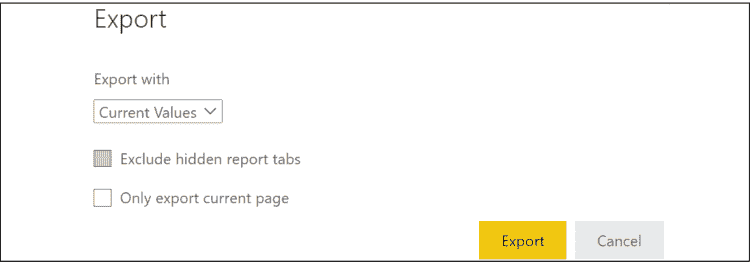 Export
Export with
Current Values
Exclude hidden report tabs
Only export current page
Export Cancel